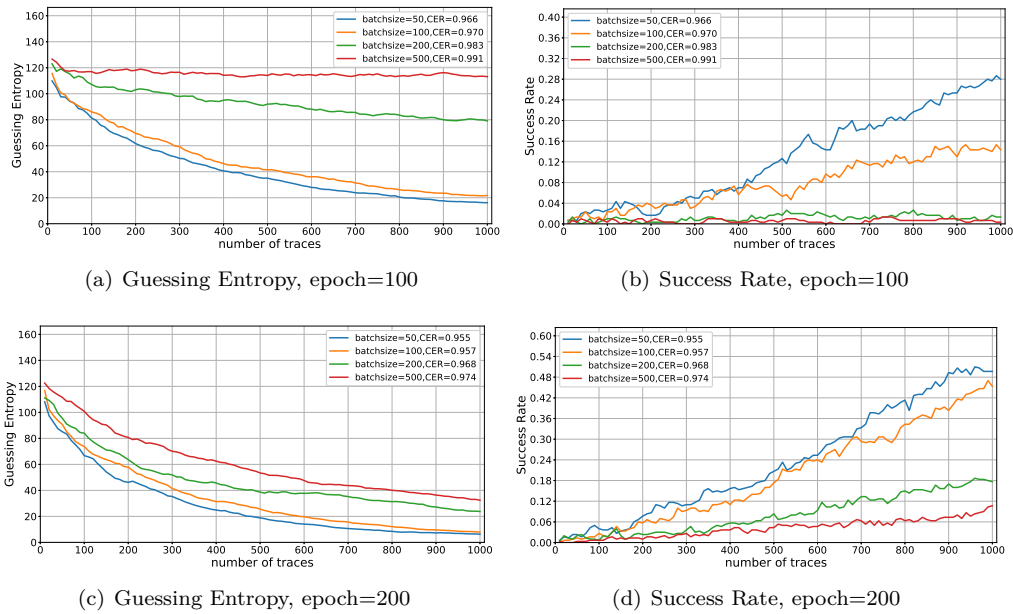 batchsize=50,CER=0.966
batchsize=100,CER=0.970
batchsize=200,CER=0.983
batchsize=500,CER=0.991
Guessing Entropy
160
140
120
100
80
60
40
20
0
0 100 200 300 400 500 600 700 800 900 1000
number of traces
(a) Guessing Entropy, epoch=100
batchsize=50,CER=0.966
batchsize=100,CER=0.970
batchsize=200,CER=0.983
batchsize=500,CER=0.991
Success Rate
0.40
0.36
0.32
0.28
0.24
0.20
0.16
0.12
0.08
0.04
0.00
0 100 200 300 400 500 600 700 800 900 1000
number of traces
(b) Success Rate, epoch=100
batchsize=50,CER=0.955
batchsize=100,CER=0.957
batchsize=200,CER=0.968
batchsize=500,CER=0.974
Guessing Entropy
160
140
120
100
80
60
40
20
0
0 100 200 300 400 500 600 700 800 900 1000
number of traces
(c) Guessing Entropy, epoch=200
batchsize=50,CER=0.955
batchsize=100,CER=0.957
batchsize=200,CER=0.968
batchsize=500,CER=0.974
Success Rate
0.60
0.54
0.48
0.42
0.36
0.30
0.24
0.18
0.12
0.06
0.00
0 100 200 300 400 500 600 700 800 900 1000
number of traces
(d) Success Rate, epoch=200